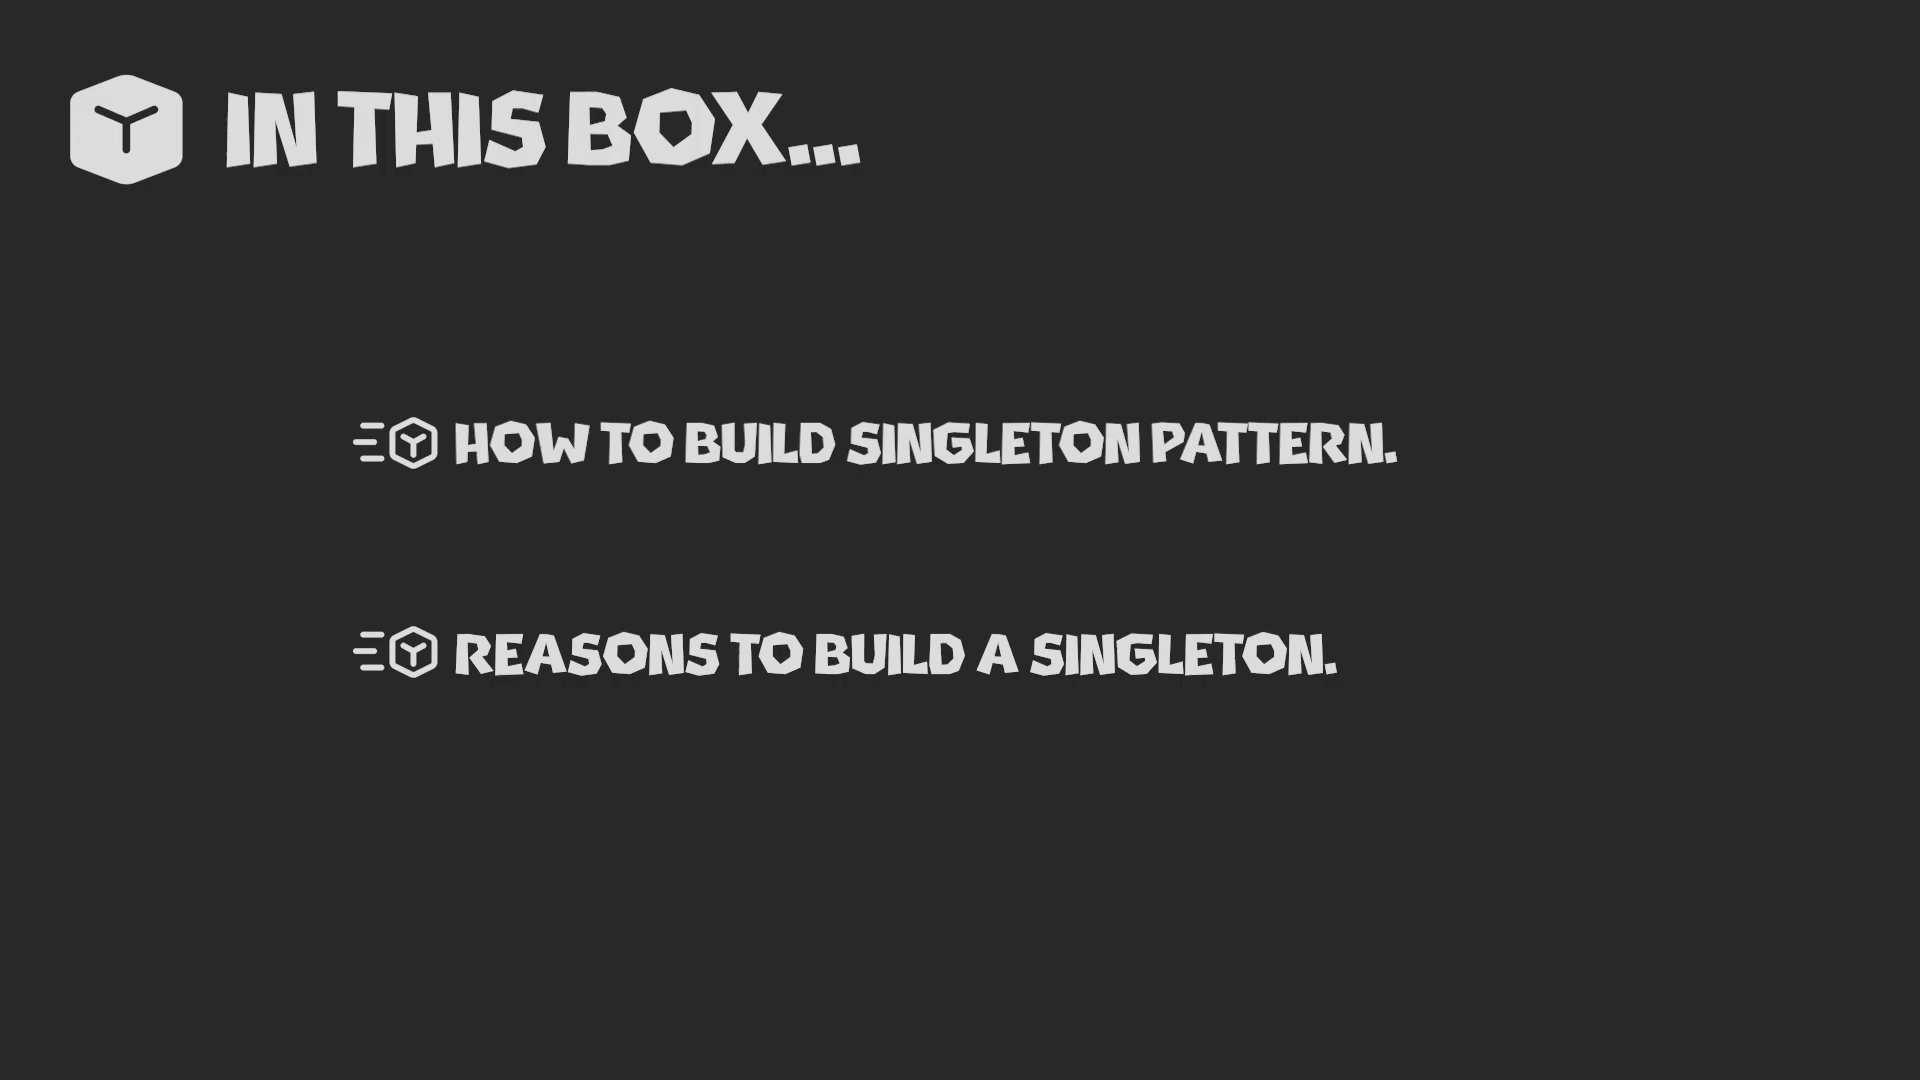 IN THIS BOX...
HOW TO BUILD SINGLETON PATTERN.
REASONS TO BUILD A SINGLETON.